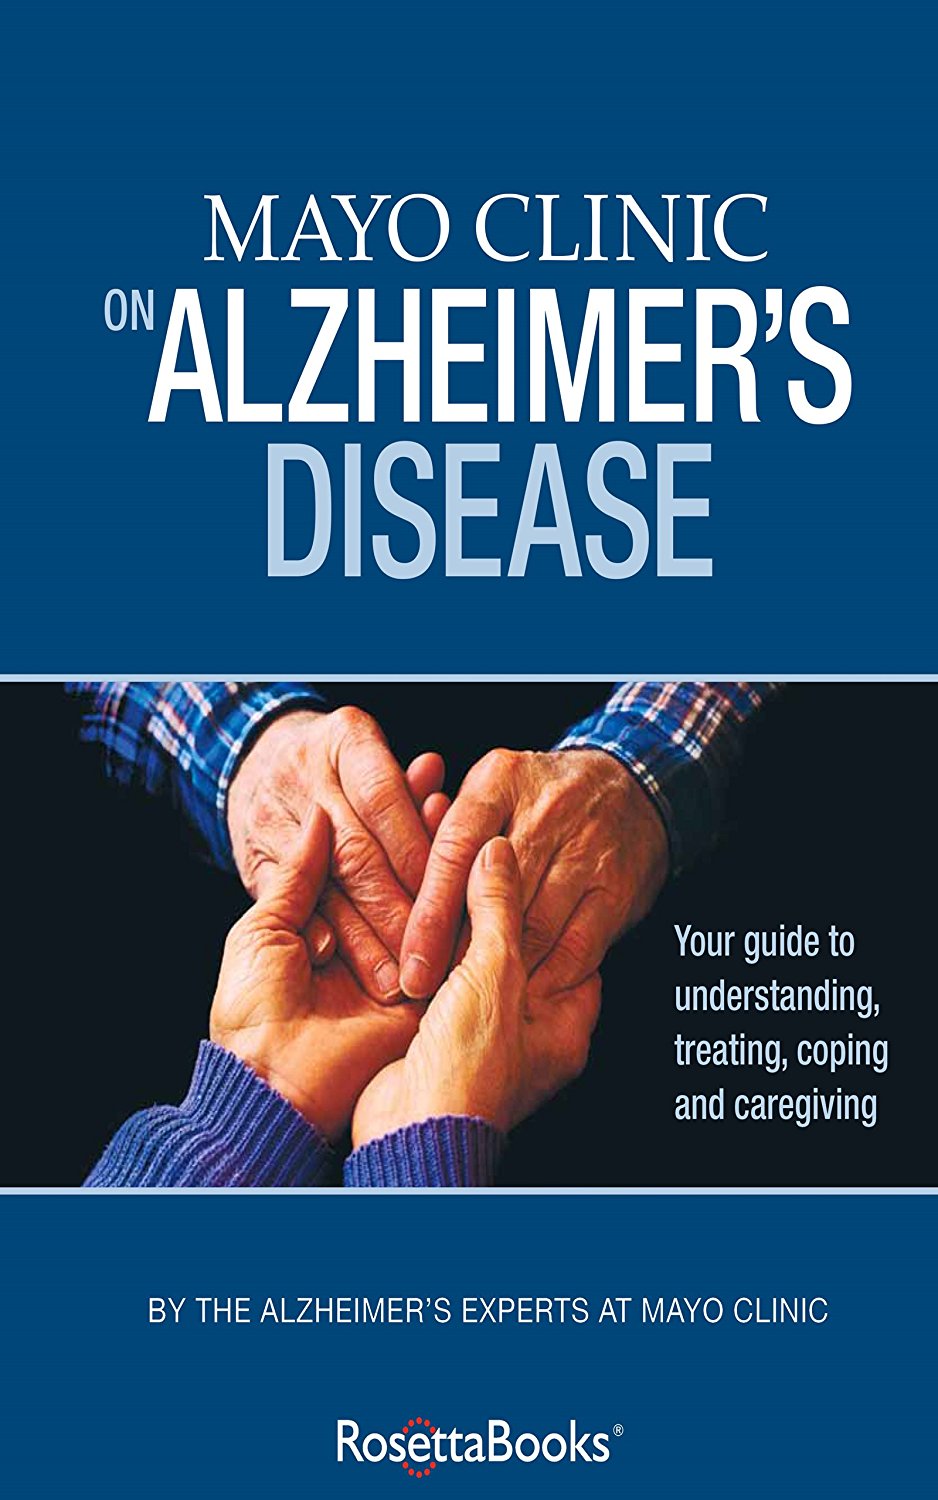 MAYO CLINIC
ON ALZHEIMER'S
DISEASE
Your guide to
understanding,
treating, coping
and caregiving
BY THE ALZHEIMER'S EXPERTS AT MAYO CLINIC
RosettaBooks®